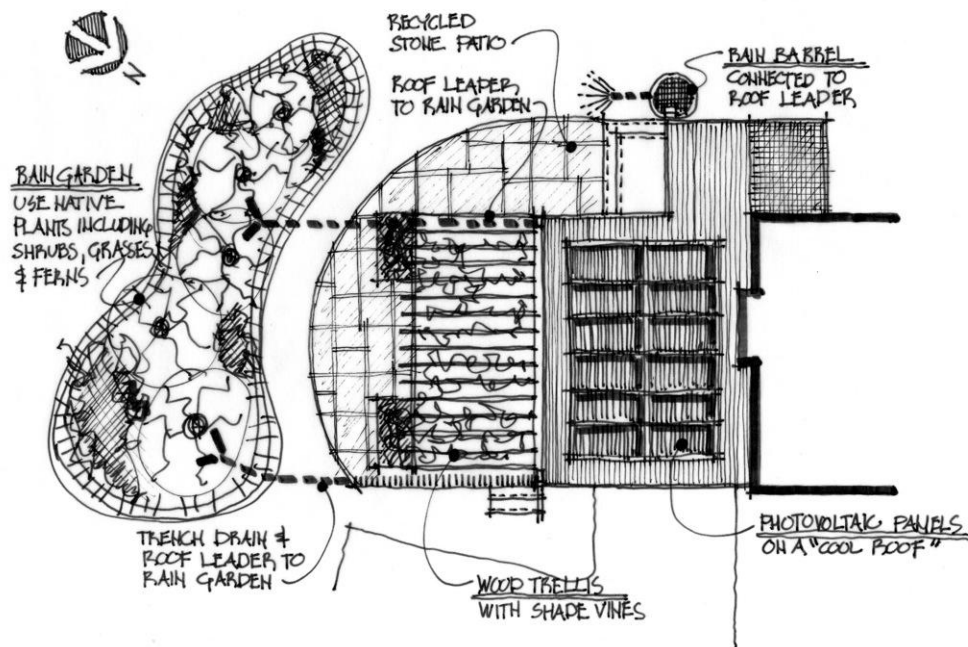 RECYCLED
STONE PATIO
ROOF LEADER
TO RAIN GARDEN
RAIN BARREL
CONNECTED TO
ROOF LEADER
N
RAIN GARDEN
USE NATIVE
PLANTS INCLUDING
SHRUBS, GRASSES
& FERNS
TRENCH DRAIN &
ROOF LEADER TO
RAIN GARDEN
WOOD TRELLIS
WITH SHADE VINES
PHOTOVOLTAIC PANELS
ON A "COOL ROOF"